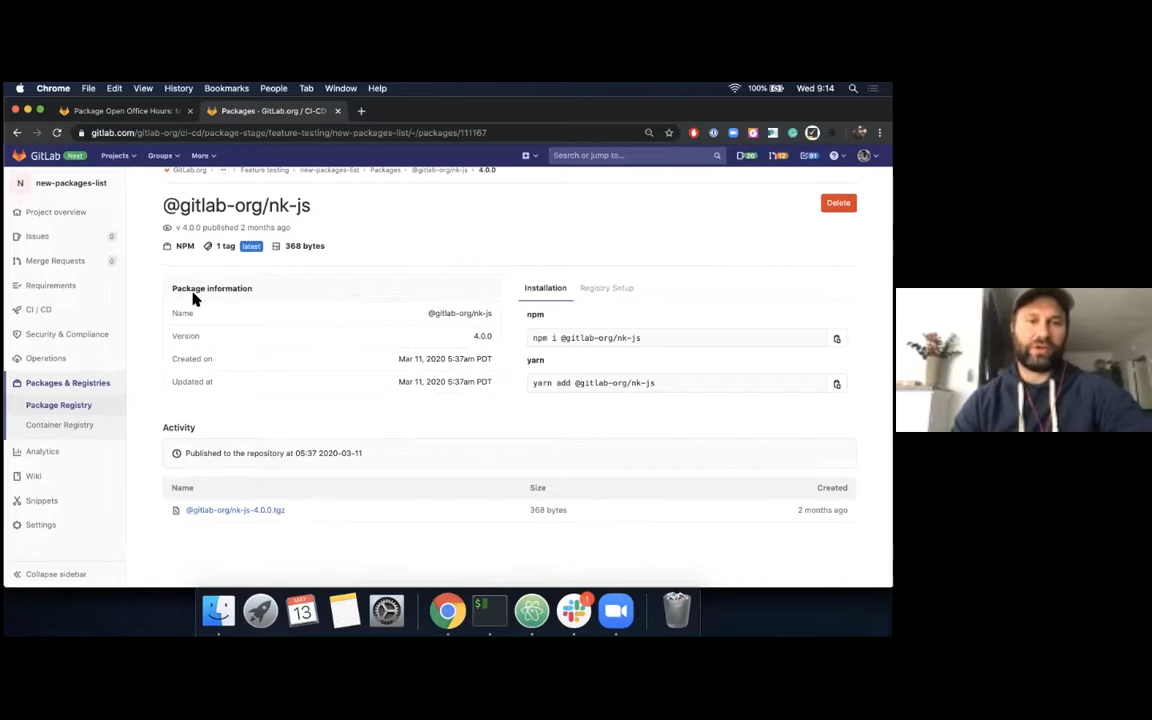 Chrome File Edit View History Bookmarks People Tab Window Help 100% Wed 9:14
Package Open Office Hours: M Packages · GitLab.org / CI-CD
gitlab.com/gitlab-org/ci-cd/package-stage/feature-testing/new-packages-list/-/packages/111167
GitLab Next Projects Groups More Search or jump to... 20 12 81
GitLab.org Feature testing new-packages-list Packages @gitlab-org/nk-js 4.0.0
N new-packages-list
Project overview
Issues 0
Merge Requests 0
Requirements
CI / CD
Security & Compliance
Operations
Packages & Registries
Package Registry
Container Registry
Analytics
Wiki
Snippets
Settings
Collapse sidebar
@gitlab-org/nk-js
Delete
v 4.0.0 published 2 months ago
NPM 1 tag latest 368 bytes
Package information
Name @gitlab-org/nk-js
Version 4.0.0
Created on Mar 11, 2020 5:37am PDT
Updated at Mar 11, 2020 5:37am PDT
Installation Registry Setup
npm
npm i @gitlab-org/nk-js
yarn
yarn add @gitlab-org/nk-js
Activity
Published to the repository at 05:37 2020-03-11
Name Size Created
@gitlab-org/nk-js-4.0.0.tgz 368 bytes 2 months ago
MAY
13
$
1